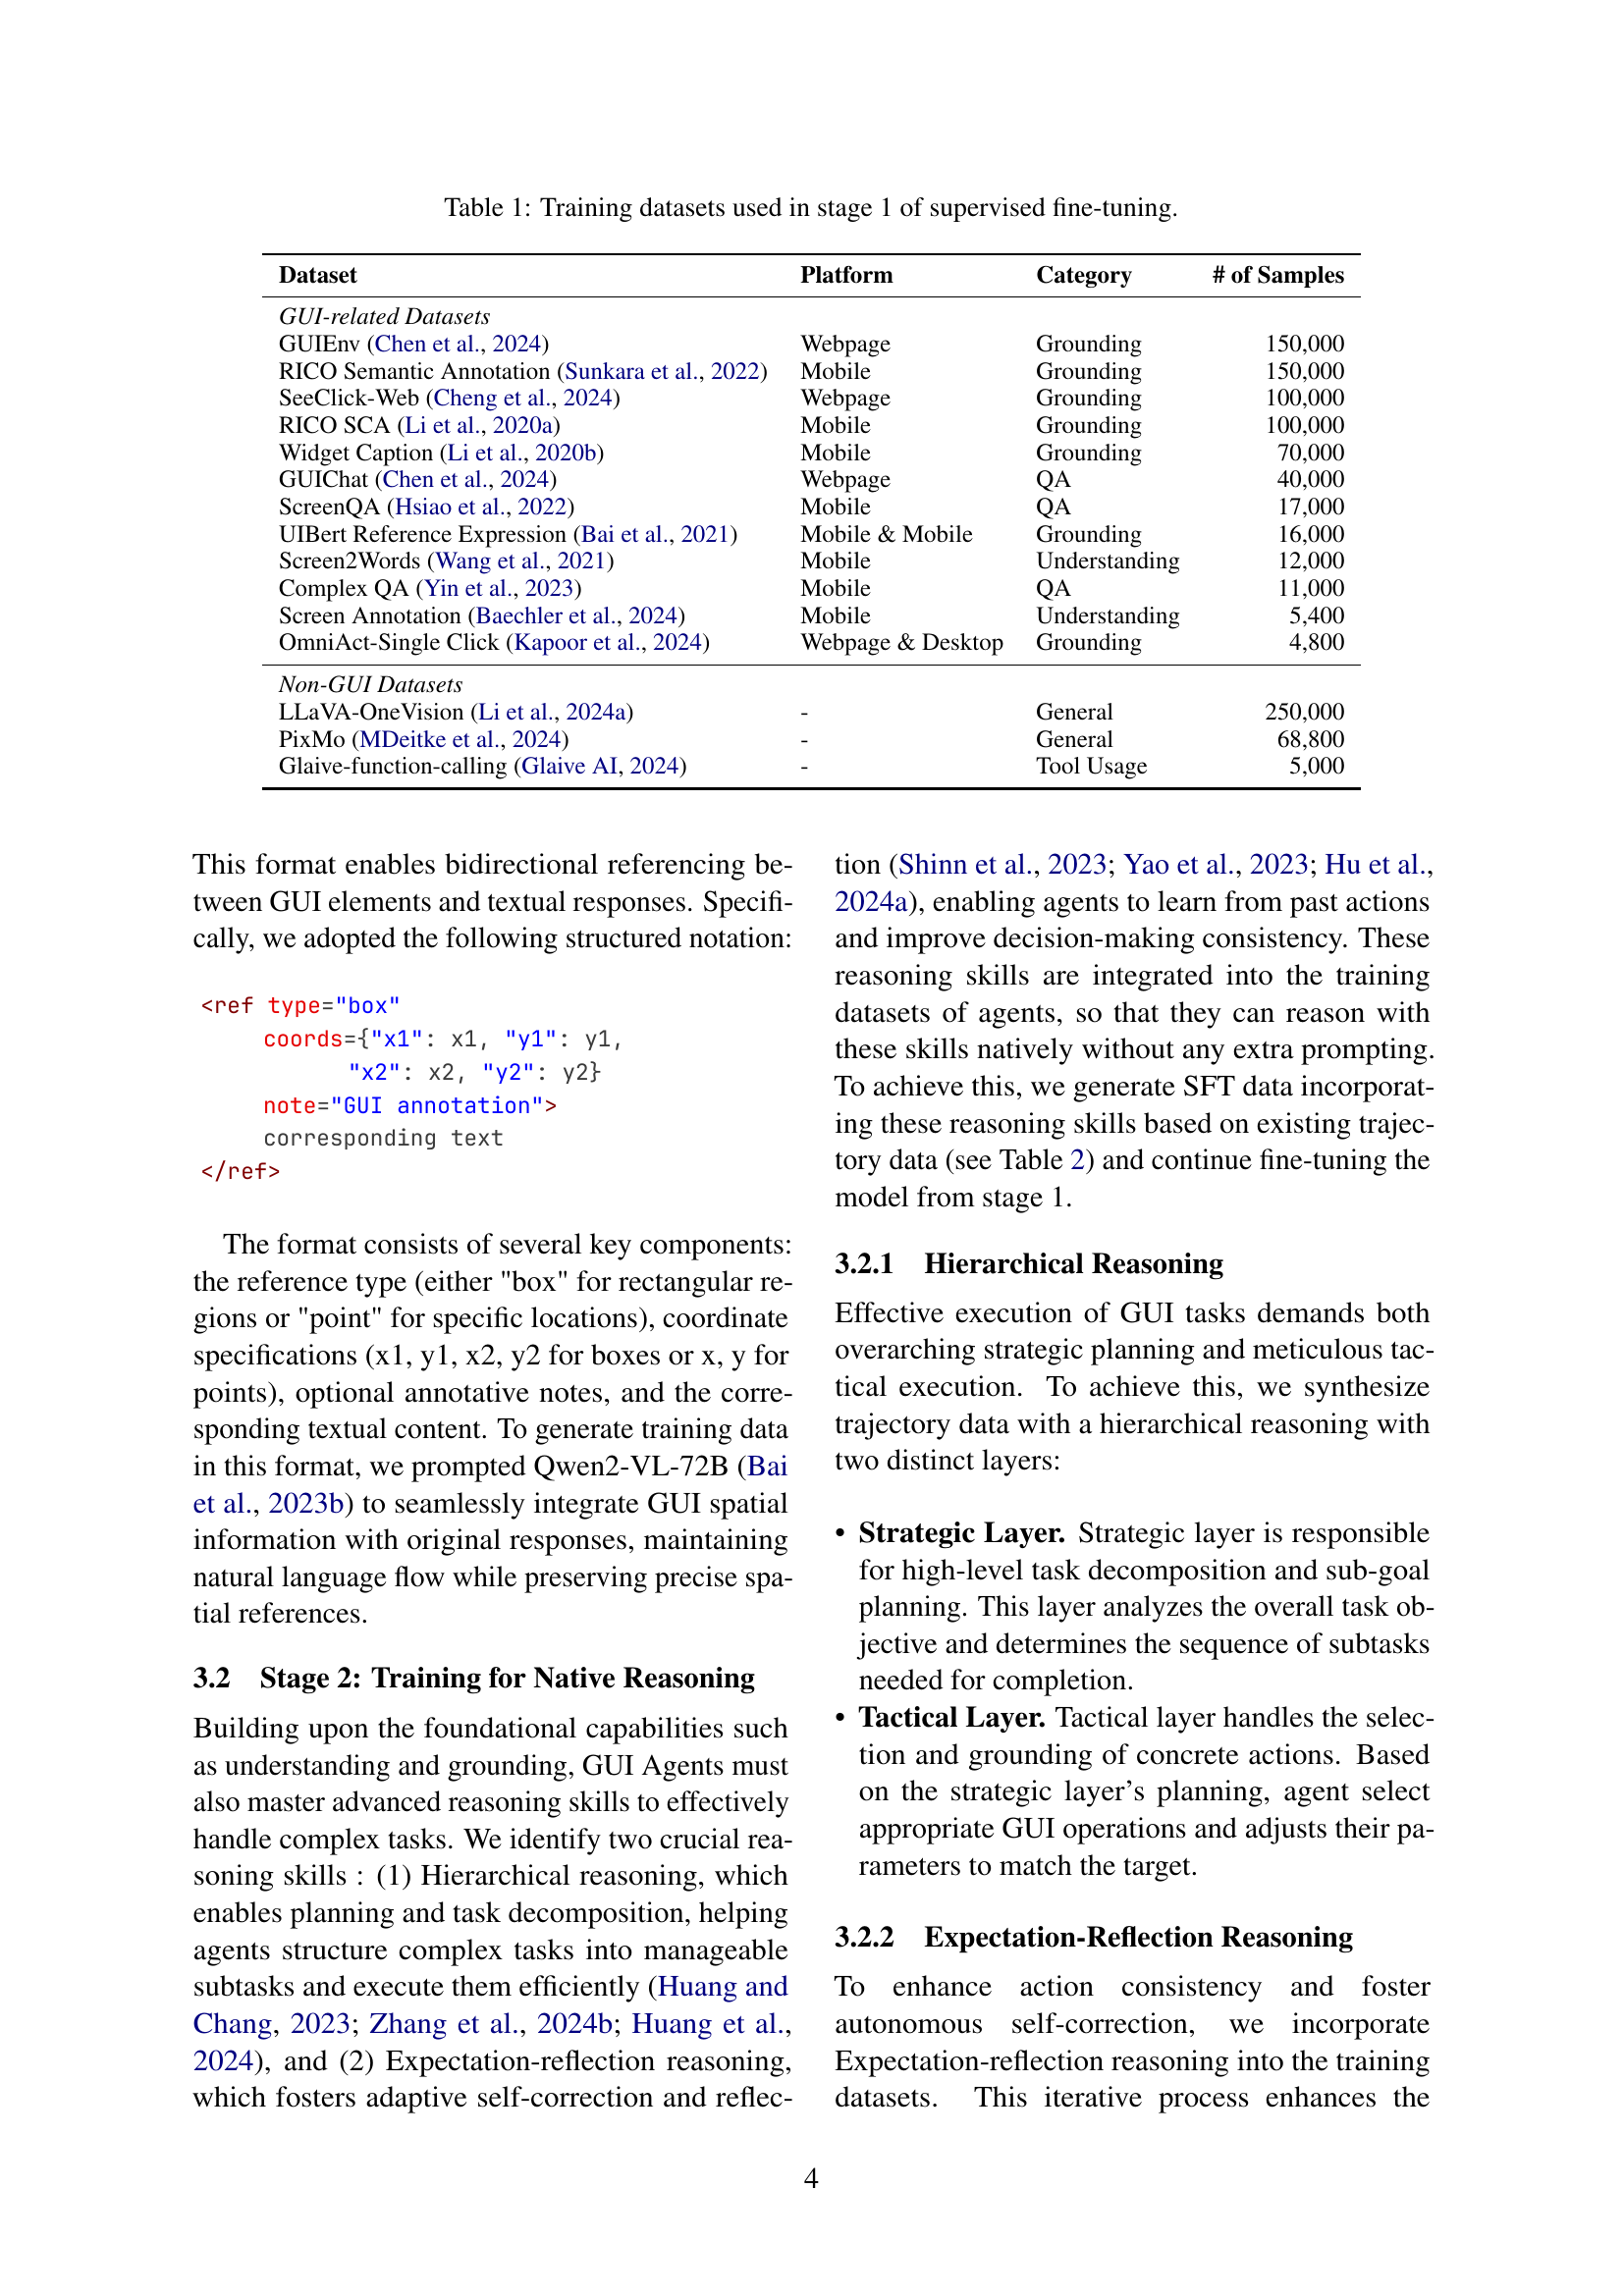 Table 1: Training datasets used in stage 1 of supervised fine-tuning.
Dataset Platform Category # of Samples
GUI-related Datasets
GUIEnv (Chen et al., 2024) Webpage Grounding 150,000
RICO Semantic Annotation (Sunkara et al., 2022) Mobile Grounding 150,000
SeeClick-Web (Cheng et al., 2024) Webpage Grounding 100,000
RICO SCA (Li et al., 2020a) Mobile Grounding 100,000
Widget Caption (Li et al., 2020b) Mobile Grounding 70,000
GUIChat (Chen et al., 2024) Webpage QA 40,000
ScreenQA (Hsiao et al., 2022) Mobile QA 17,000
UIBert Reference Expression (Bai et al., 2021) Mobile & Mobile Grounding 16,000
Screen2Words (Wang et al., 2021) Mobile Understanding 12,000
Complex QA (Yin et al., 2023) Mobile QA 11,000
Screen Annotation (Baechler et al., 2024) Mobile Understanding 5,400
OmniAct-Single Click (Kapoor et al., 2024) Webpage & Desktop Grounding 4,800
Non-GUI Datasets
LLaVA-OneVision (Li et al., 2024a) - General 250,000
PixMo (MDeitke et al., 2024) - General 68,800
Glaive-function-calling (Glaive AI, 2024) - Tool Usage 5,000
This format enables bidirectional referencing be-
tween GUI elements and textual responses. Specifi-
cally, we adopted the following structured notation:
<ref type="box"
coords={"x1": x1, "y1": y1,
"x2": x2, "y2": y2}
note="GUI annotation">
corresponding text
</ref>
The format consists of several key components:
the reference type (either "box" for rectangular re-
gions or "point" for specific locations), coordinate
specifications (x1, y1, x2, y2 for boxes or x, y for
points), optional annotative notes, and the corre-
sponding textual content. To generate training data
in this format, we prompted Qwen2-VL-72B (Bai
et al., 2023b) to seamlessly integrate GUI spatial
information with original responses, maintaining
natural language flow while preserving precise spa-
tial references.
3.2 Stage 2: Training for Native Reasoning
Building upon the foundational capabilities such
as understanding and grounding, GUI Agents must
also master advanced reasoning skills to effectively
handle complex tasks. We identify two crucial rea-
soning skills : (1) Hierarchical reasoning, which
enables planning and task decomposition, helping
agents structure complex tasks into manageable
subtasks and execute them efficiently (Huang and
Chang, 2023; Zhang et al., 2024b; Huang et al.,
2024), and (2) Expectation-reflection reasoning,
which fosters adaptive self-correction and reflec-
tion (Shinn et al., 2023; Yao et al., 2023; Hu et al.,
2024a), enabling agents to learn from past actions
and improve decision-making consistency. These
reasoning skills are integrated into the training
datasets of agents, so that they can reason with
these skills natively without any extra prompting.
To achieve this, we generate SFT data incorporat-
ing these reasoning skills based on existing trajec-
tory data (see Table 2) and continue fine-tuning the
model from stage 1.
3.2.1 Hierarchical Reasoning
Effective execution of GUI tasks demands both
overarching strategic planning and meticulous tac-
tical execution. To achieve this, we synthesize
trajectory data with a hierarchical reasoning with
two distinct layers:
• Strategic Layer. Strategic layer is responsible
for high-level task decomposition and sub-goal
planning. This layer analyzes the overall task ob-
jective and determines the sequence of subtasks
needed for completion.
• Tactical Layer. Tactical layer handles the selec-
tion and grounding of concrete actions. Based
on the strategic layer's planning, agent select
appropriate GUI operations and adjusts their pa-
rameters to match the target.
3.2.2 Expectation-Reflection Reasoning
To enhance action consistency and foster
autonomous self-correction, we incorporate
Expectation-reflection reasoning into the training
datasets. This iterative process enhances the
4